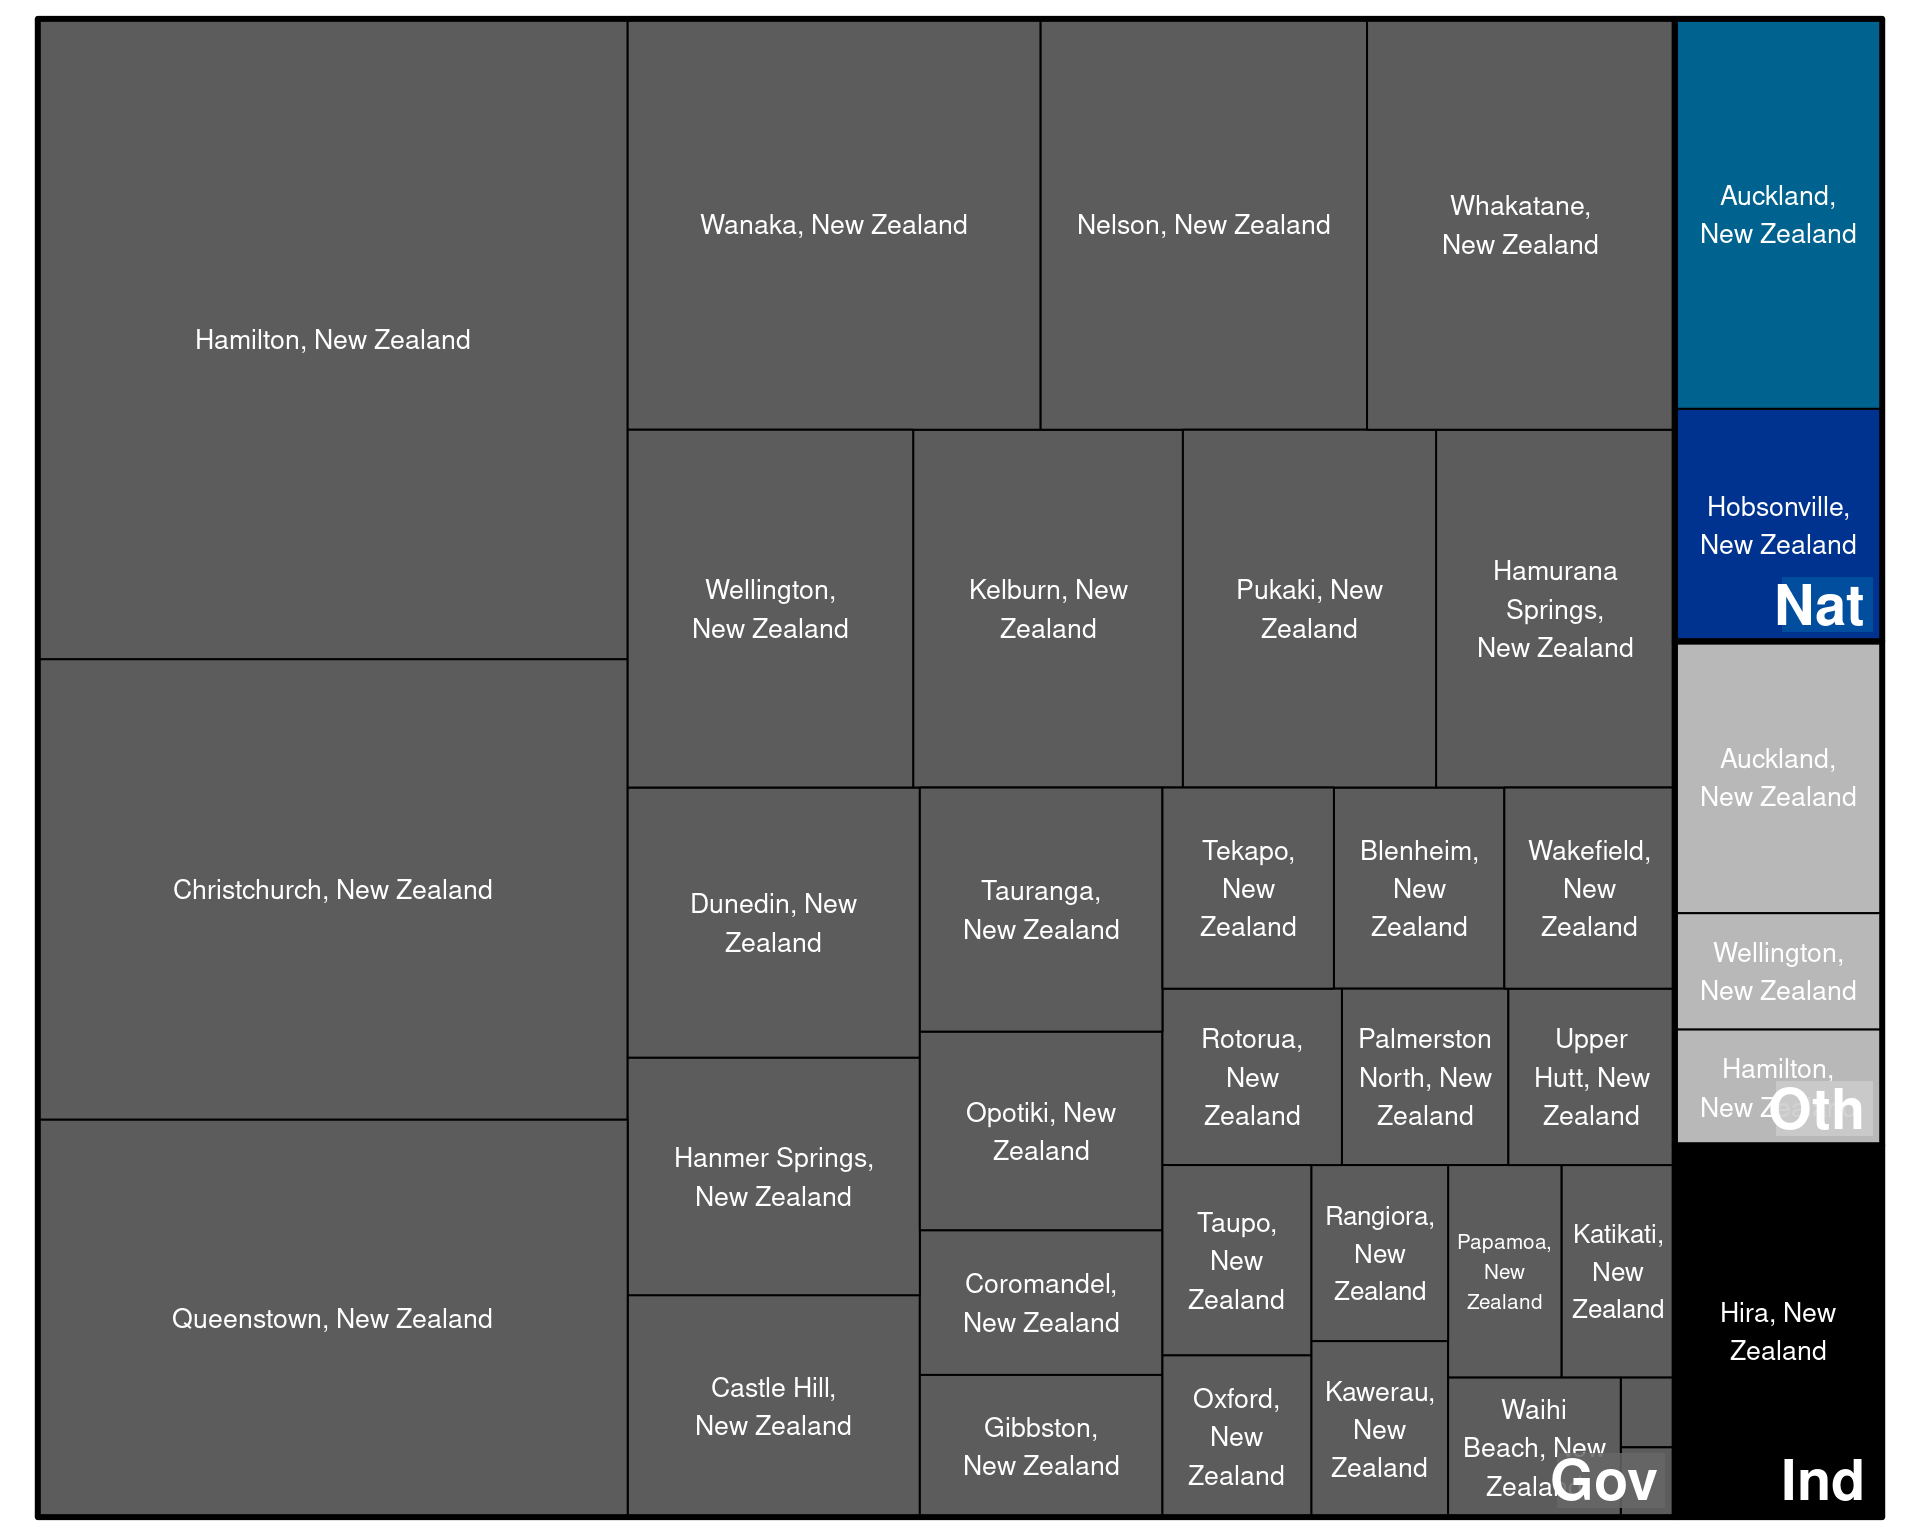 Hamilton, New Zealand
Christchurch, New Zealand
Queenstown, New Zealand
Wanaka, New Zealand
Nelson, New Zealand
Whakatane,
New Zealand
Wellington,
New Zealand
Kelburn, New
Zealand
Pukaki, New
Zealand
Hamurana
Springs,
New Zealand
Dunedin, New
Zealand
Hanmer Springs,
New Zealand
Castle Hill,
New Zealand
Tauranga,
New Zealand
Opotiki, New
Zealand
Coromandel,
New Zealand
Gibbston,
New Zealand
Tekapo,
New
Zealand
Blenheim,
New
Zealand
Wakefield,
New
Zealand
Rotorua,
New
Zealand
Palmerston
North, New
Zealand
Upper
Hutt, New
Zealand
Taupo,
New
Zealand
Oxford,
New
Zealand
Rangiora,
New
Zealand
Kawerau,
New
Zealand
Papamoa,
New
Zealand
Katikati,
New
Zealand
Waihi
Beach, New
Zealand
Gov
Auckland,
New Zealand
Hobsonville,
New Zealand
Nat
Auckland,
New Zealand
Wellington,
New Zealand
Hamilton,
New Zealand
Oth
Hira, New
Zealand
Ind